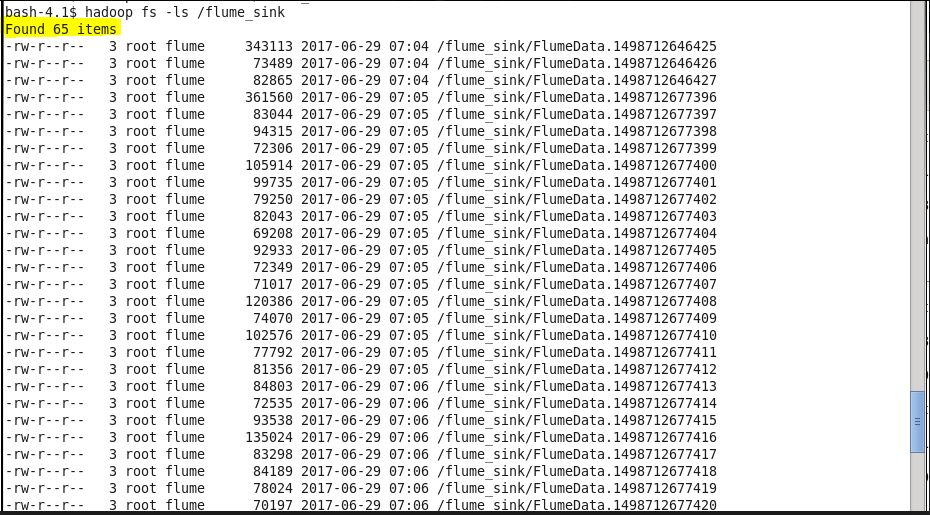 bash-4.1$ hadoop fs -ls /flume_sink
Found 65 items
-rw-r--r--   3 root flume     343113 2017-06-29 07:04 /flume_sink/FlumeData.1498712646425
-rw-r--r--   3 root flume      73489 2017-06-29 07:04 /flume_sink/FlumeData.1498712646426
-rw-r--r--   3 root flume      82865 2017-06-29 07:04 /flume_sink/FlumeData.1498712646427
-rw-r--r--   3 root flume     361560 2017-06-29 07:05 /flume_sink/FlumeData.1498712677396
-rw-r--r--   3 root flume      83044 2017-06-29 07:05 /flume_sink/FlumeData.1498712677397
-rw-r--r--   3 root flume      94315 2017-06-29 07:05 /flume_sink/FlumeData.1498712677398
-rw-r--r--   3 root flume      72306 2017-06-29 07:05 /flume_sink/FlumeData.1498712677399
-rw-r--r--   3 root flume     105914 2017-06-29 07:05 /flume_sink/FlumeData.1498712677400
-rw-r--r--   3 root flume      99735 2017-06-29 07:05 /flume_sink/FlumeData.1498712677401
-rw-r--r--   3 root flume      79250 2017-06-29 07:05 /flume_sink/FlumeData.1498712677402
-rw-r--r--   3 root flume      82043 2017-06-29 07:05 /flume_sink/FlumeData.1498712677403
-rw-r--r--   3 root flume      69208 2017-06-29 07:05 /flume_sink/FlumeData.1498712677404
-rw-r--r--   3 root flume      92933 2017-06-29 07:05 /flume_sink/FlumeData.1498712677405
-rw-r--r--   3 root flume      72349 2017-06-29 07:05 /flume_sink/FlumeData.1498712677406
-rw-r--r--   3 root flume      71017 2017-06-29 07:05 /flume_sink/FlumeData.1498712677407
-rw-r--r--   3 root flume     120386 2017-06-29 07:05 /flume_sink/FlumeData.1498712677408
-rw-r--r--   3 root flume      74070 2017-06-29 07:05 /flume_sink/FlumeData.1498712677409
-rw-r--r--   3 root flume     102576 2017-06-29 07:05 /flume_sink/FlumeData.1498712677410
-rw-r--r--   3 root flume      77792 2017-06-29 07:05 /flume_sink/FlumeData.1498712677411
-rw-r--r--   3 root flume      81356 2017-06-29 07:05 /flume_sink/FlumeData.1498712677412
-rw-r--r--   3 root flume      84803 2017-06-29 07:06 /flume_sink/FlumeData.1498712677413
-rw-r--r--   3 root flume      72535 2017-06-29 07:06 /flume_sink/FlumeData.1498712677414
-rw-r--r--   3 root flume      93538 2017-06-29 07:06 /flume_sink/FlumeData.1498712677415
-rw-r--r--   3 root flume     135024 2017-06-29 07:06 /flume_sink/FlumeData.1498712677416
-rw-r--r--   3 root flume      83298 2017-06-29 07:06 /flume_sink/FlumeData.1498712677417
-rw-r--r--   3 root flume      84189 2017-06-29 07:06 /flume_sink/FlumeData.1498712677418
-rw-r--r--   3 root flume      78024 2017-06-29 07:06 /flume_sink/FlumeData.1498712677419
-rw-r--r--   3 root flume      70197 2017-06-29 07:06 /flume_sink/FlumeData.1498712677420